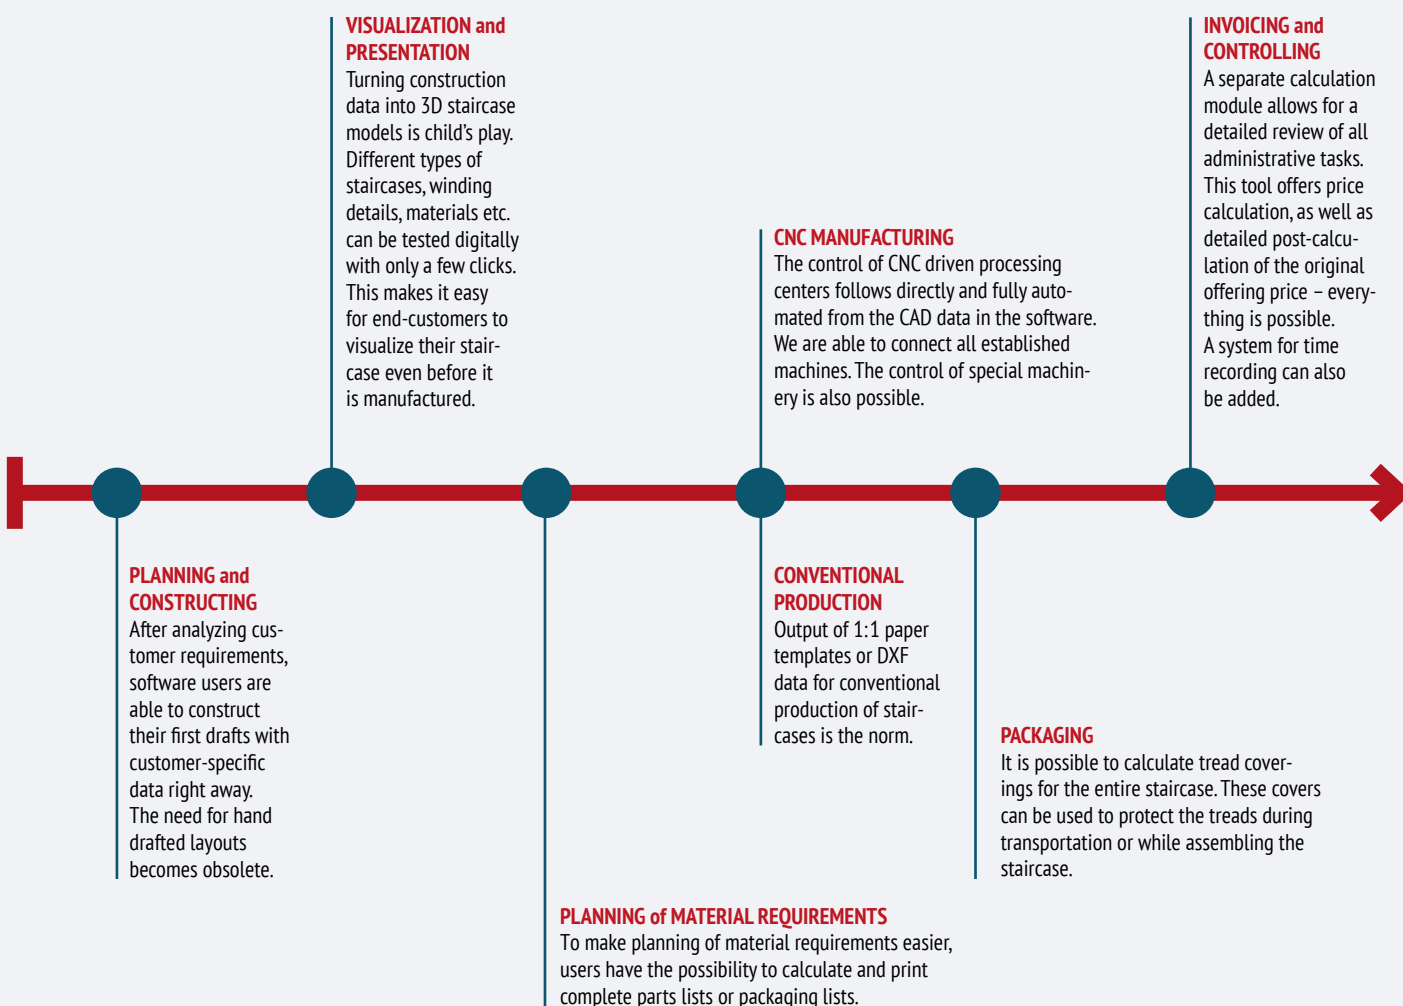 VISUALIZATION and
PRESENTATION
Turning construction
data into 3D staircase
models is child’s play.
Different types of
staircases, winding
details, materials etc.
can be tested digitally
with only a few clicks.
This makes it easy
for end-customers to
visualize their stair-
case even before it
is manufactured.
CNC MANUFACTURING
The control of CNC driven processing
centers follows directly and fully auto-
mated from the CAD data in the software.
We are able to connect all established
machines. The control of special machin-
ery is also possible.
INVOICING and
CONTROLLING
A separate calculation
module allows for a
detailed review of all
administrative tasks.
This tool offers price
calculation, as well as
detailed post-calcu-
lation of the original
offering price – every-
thing is possible.
A system for time
recording can also
be added.
PLANNING and
CONSTRUCTING
After analyzing cus-
tomer requirements,
software users are
able to construct
their first drafts with
customer-specific
data right away.
The need for hand
drafted layouts
becomes obsolete.
CONVENTIONAL
PRODUCTION
Output of 1:1 paper
templates or DXF
data for conventional
production of stair-
cases is the norm.
PACKAGING
It is possible to calculate tread cover-
ings for the entire staircase. These covers
can be used to protect the treads during
transportation or while assembling the
staircase.
PLANNING of MATERIAL REQUIREMENTS
To make planning of material requirements easier,
users have the possibility to calculate and print
complete parts lists or packaging lists.